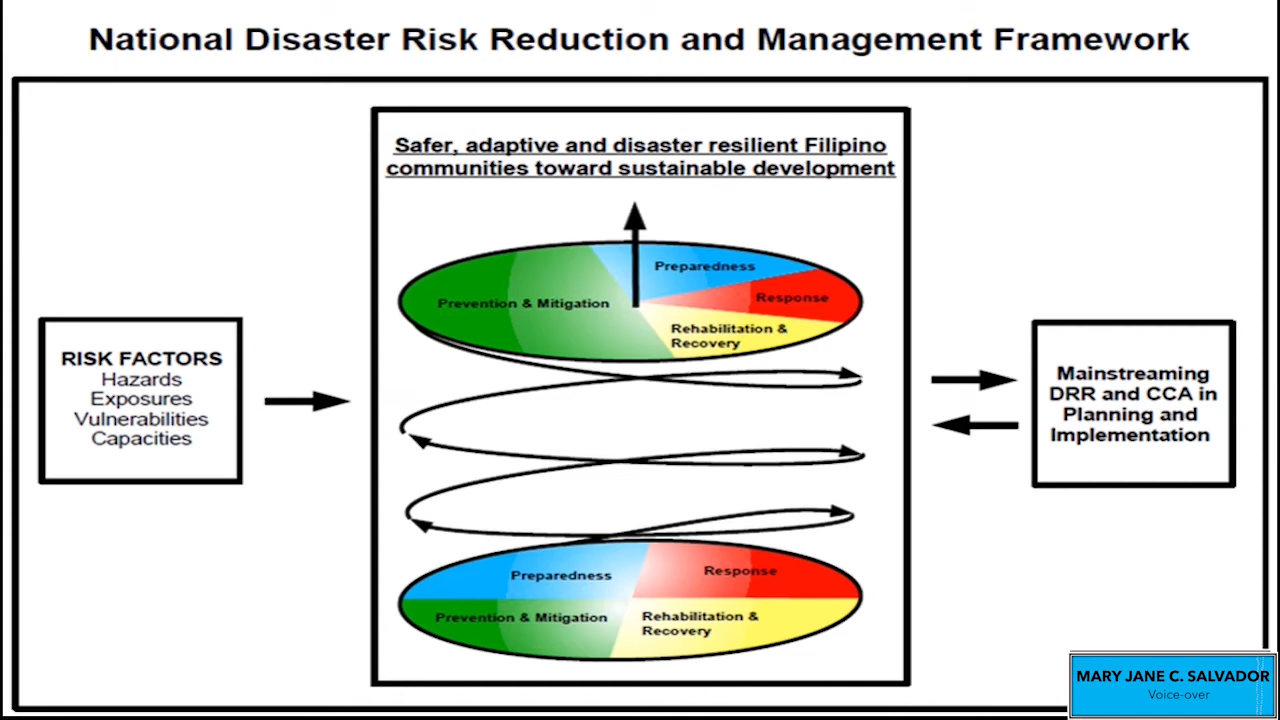 National Disaster Risk Reduction and Management Framework
Safer, adaptive and disaster resilient Filipino
communities toward sustainable development
Preparedness
Prevention & Mitigation
Response
Rehabilitation &
Recovery
RISK FACTORS
Hazards
Exposures
Vulnerabilities
Capacities
Mainstreaming
DRR and CCA in
Planning and
Implementation
Preparedness
Response
Prevention & Mitigation
Rehabilitation &
Recovery
MARY JANE C. SALVADOR
Voice-over